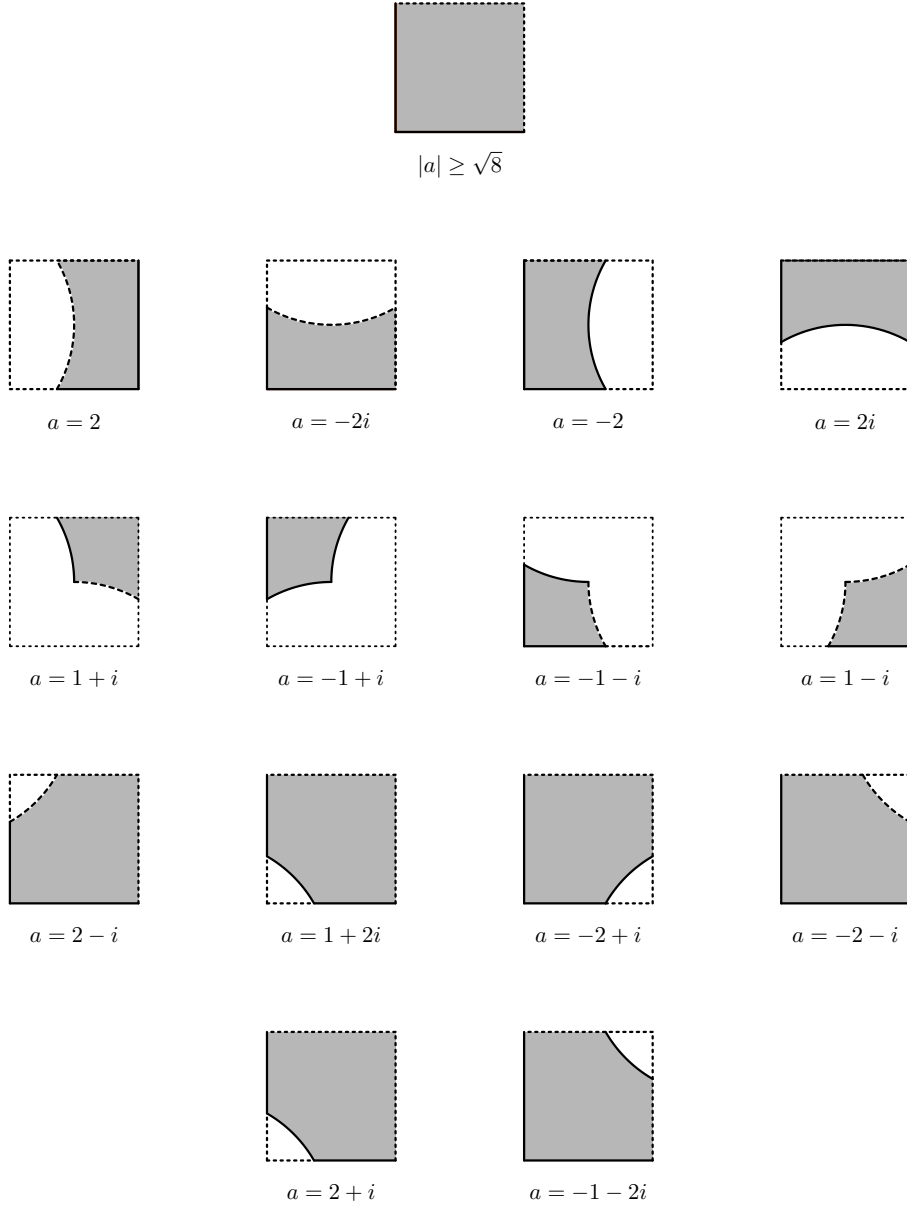 |a| ≥ √8
a = 2
a = −2i
a = −2
a = 2i
a = 1 + i
a = −1 + i
a = −1 − i
a = 1 − i
a = 2 − i
a = 1 + 2i
a = −2 + i
a = −2 − i
a = 2 + i
a = −1 − 2i